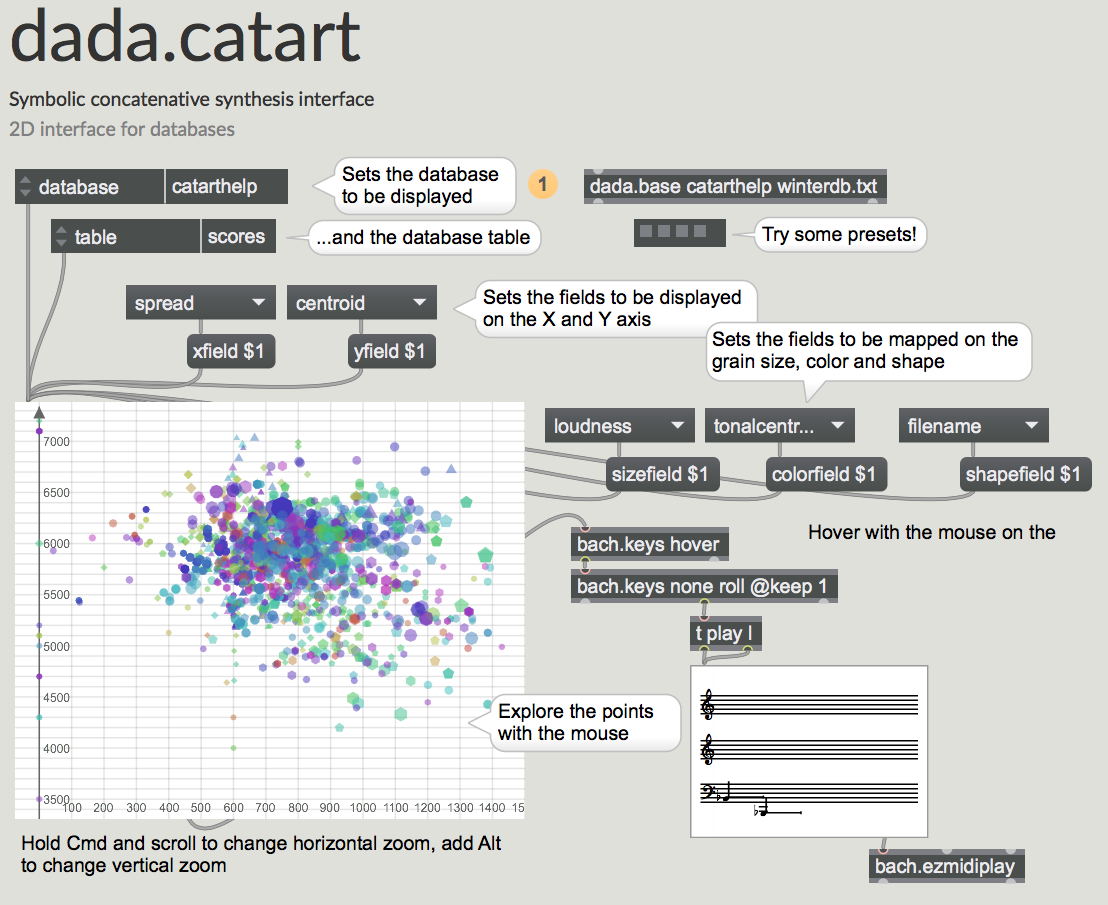 dada.catart
Symbolic concatenative synthesis interface
2D interface for databases
database catarthelp
Sets the database
to be displayed
1
dada.base catarthelp winterdb.txt
table scores
...and the database table
Try some presets!
spread
centroid
Sets the fields to be displayed
on the X and Y axis
xfield $1
yfield $1
Sets the fields to be mapped on the
grain size, color and shape
loudness
tonalcentr...
filename
sizefield $1
colorfield $1
shapefield $1
7000
6500
6000
5500
5000
4500
4000
3500
100 200 300 400 500 600 700 800 900 1000 1100 1200 1300 1400 15
bach.keys hover
Hover with the mouse on the
bach.keys none roll @keep 1
t play l
Explore the points
with the mouse
Hold Cmd and scroll to change horizontal zoom, add Alt
to change vertical zoom
bach.ezmidiplay